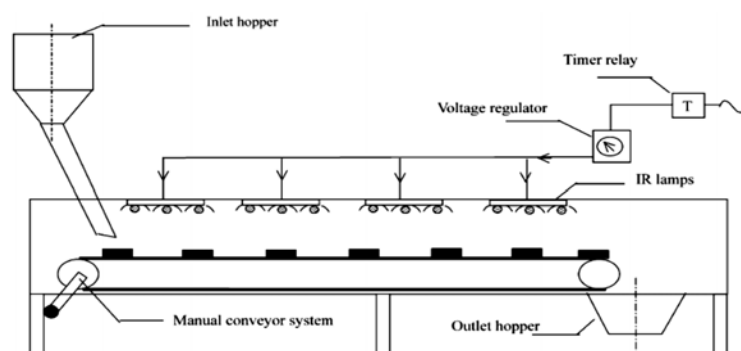 Inlet hopper
Timer relay
T
Voltage regulator
IR lamps
Manual conveyor system
Outlet hopper